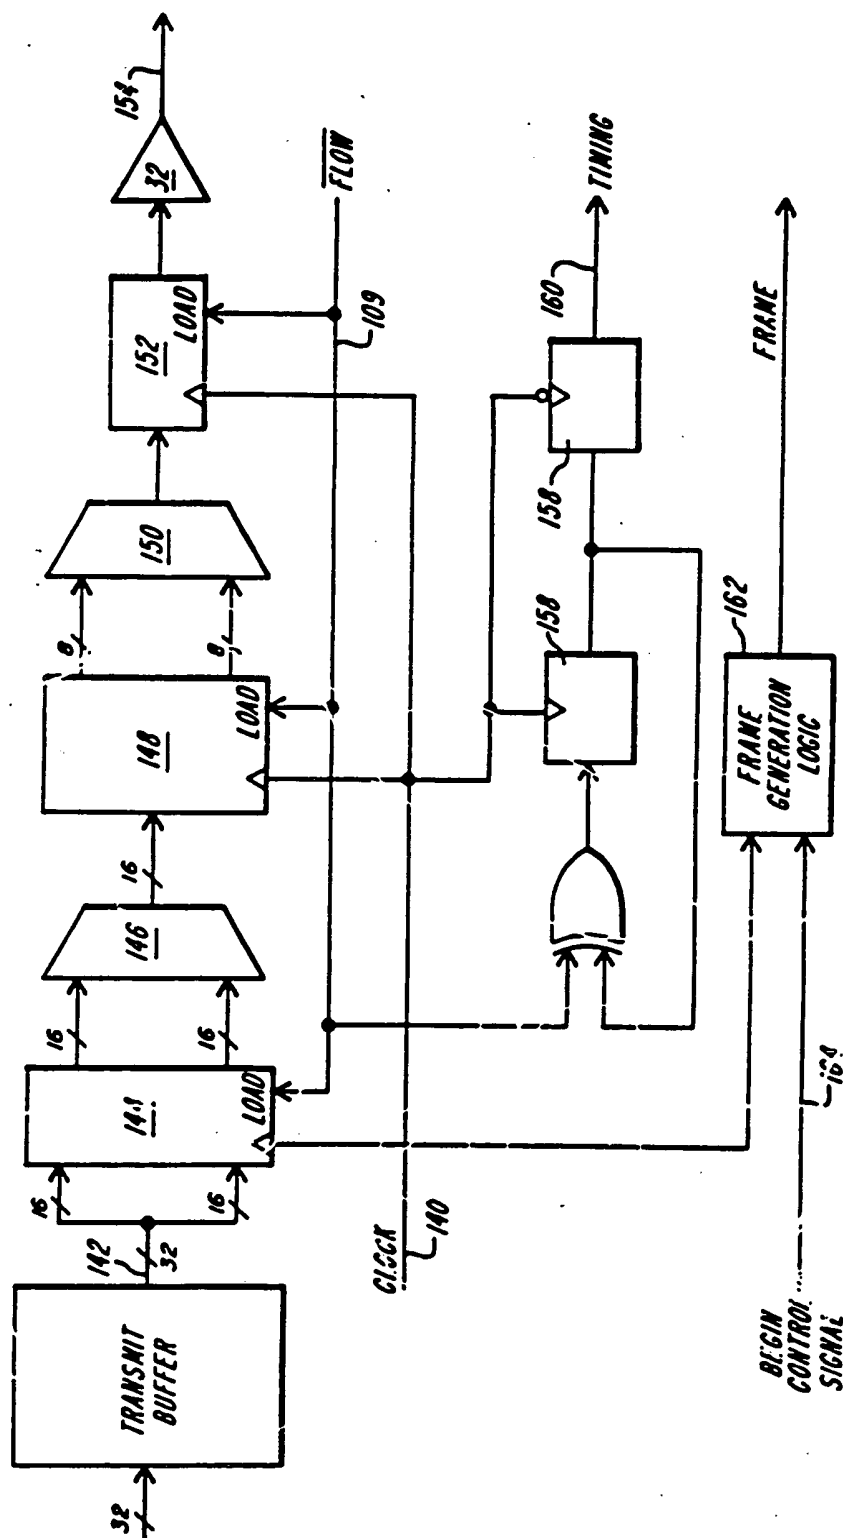 32
TRANSMIT
BUFFER
142
32
16
16
LOAD
16
16
146
16
148
LOAD
8
8
150
152
LOAD
32
154
FLOW
109
CLOCK
140
158
158
160
TIMING
BEGIN
CONTROL
SIGNAL
FRAME
GENERATION
LOGIC
162
FRAME